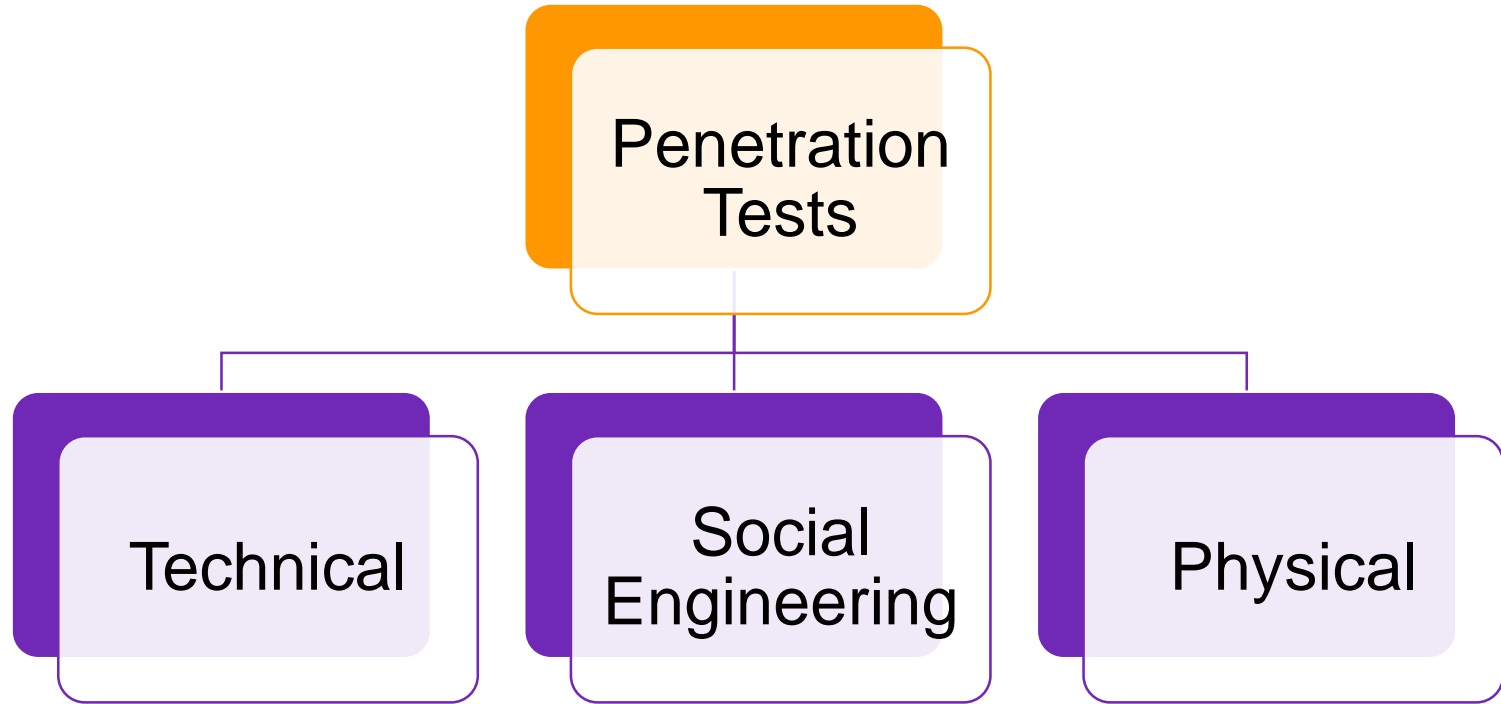 Penetration
Tests
Technical
Social
Engineering
Physical